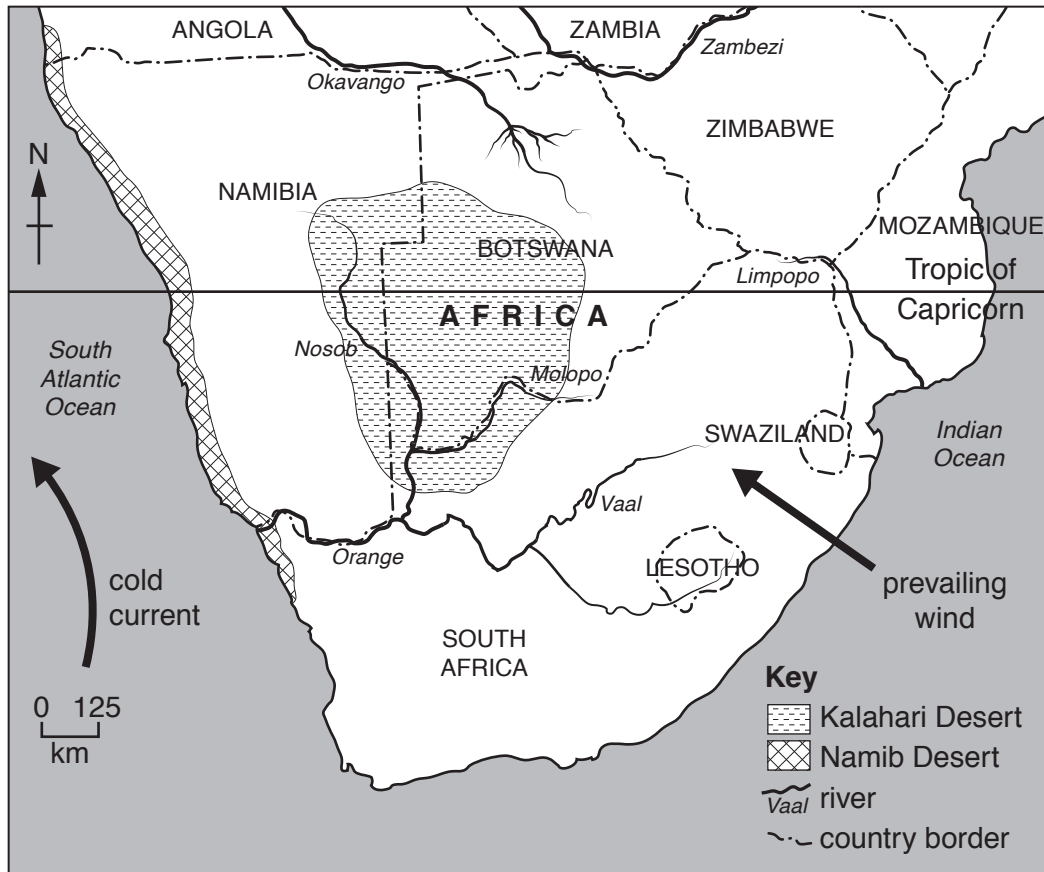 ANGOLA
ZAMBIA
Zambezi
Okavango
ZIMBABWE
N
NAMIBIA
BOTSWANA
MOZAMBIQUE
Limpopo
Tropic of
Capricorn
AFRICA
Nosob
Molopo
South
Atlantic
Ocean
SWAZILAND
Indian
Ocean
Vaal
Orange
LESOTHO
cold
current
prevailing
wind
SOUTH
AFRICA
0 125
km
Key
Kalahari Desert
Namib Desert
Vaal river
country border